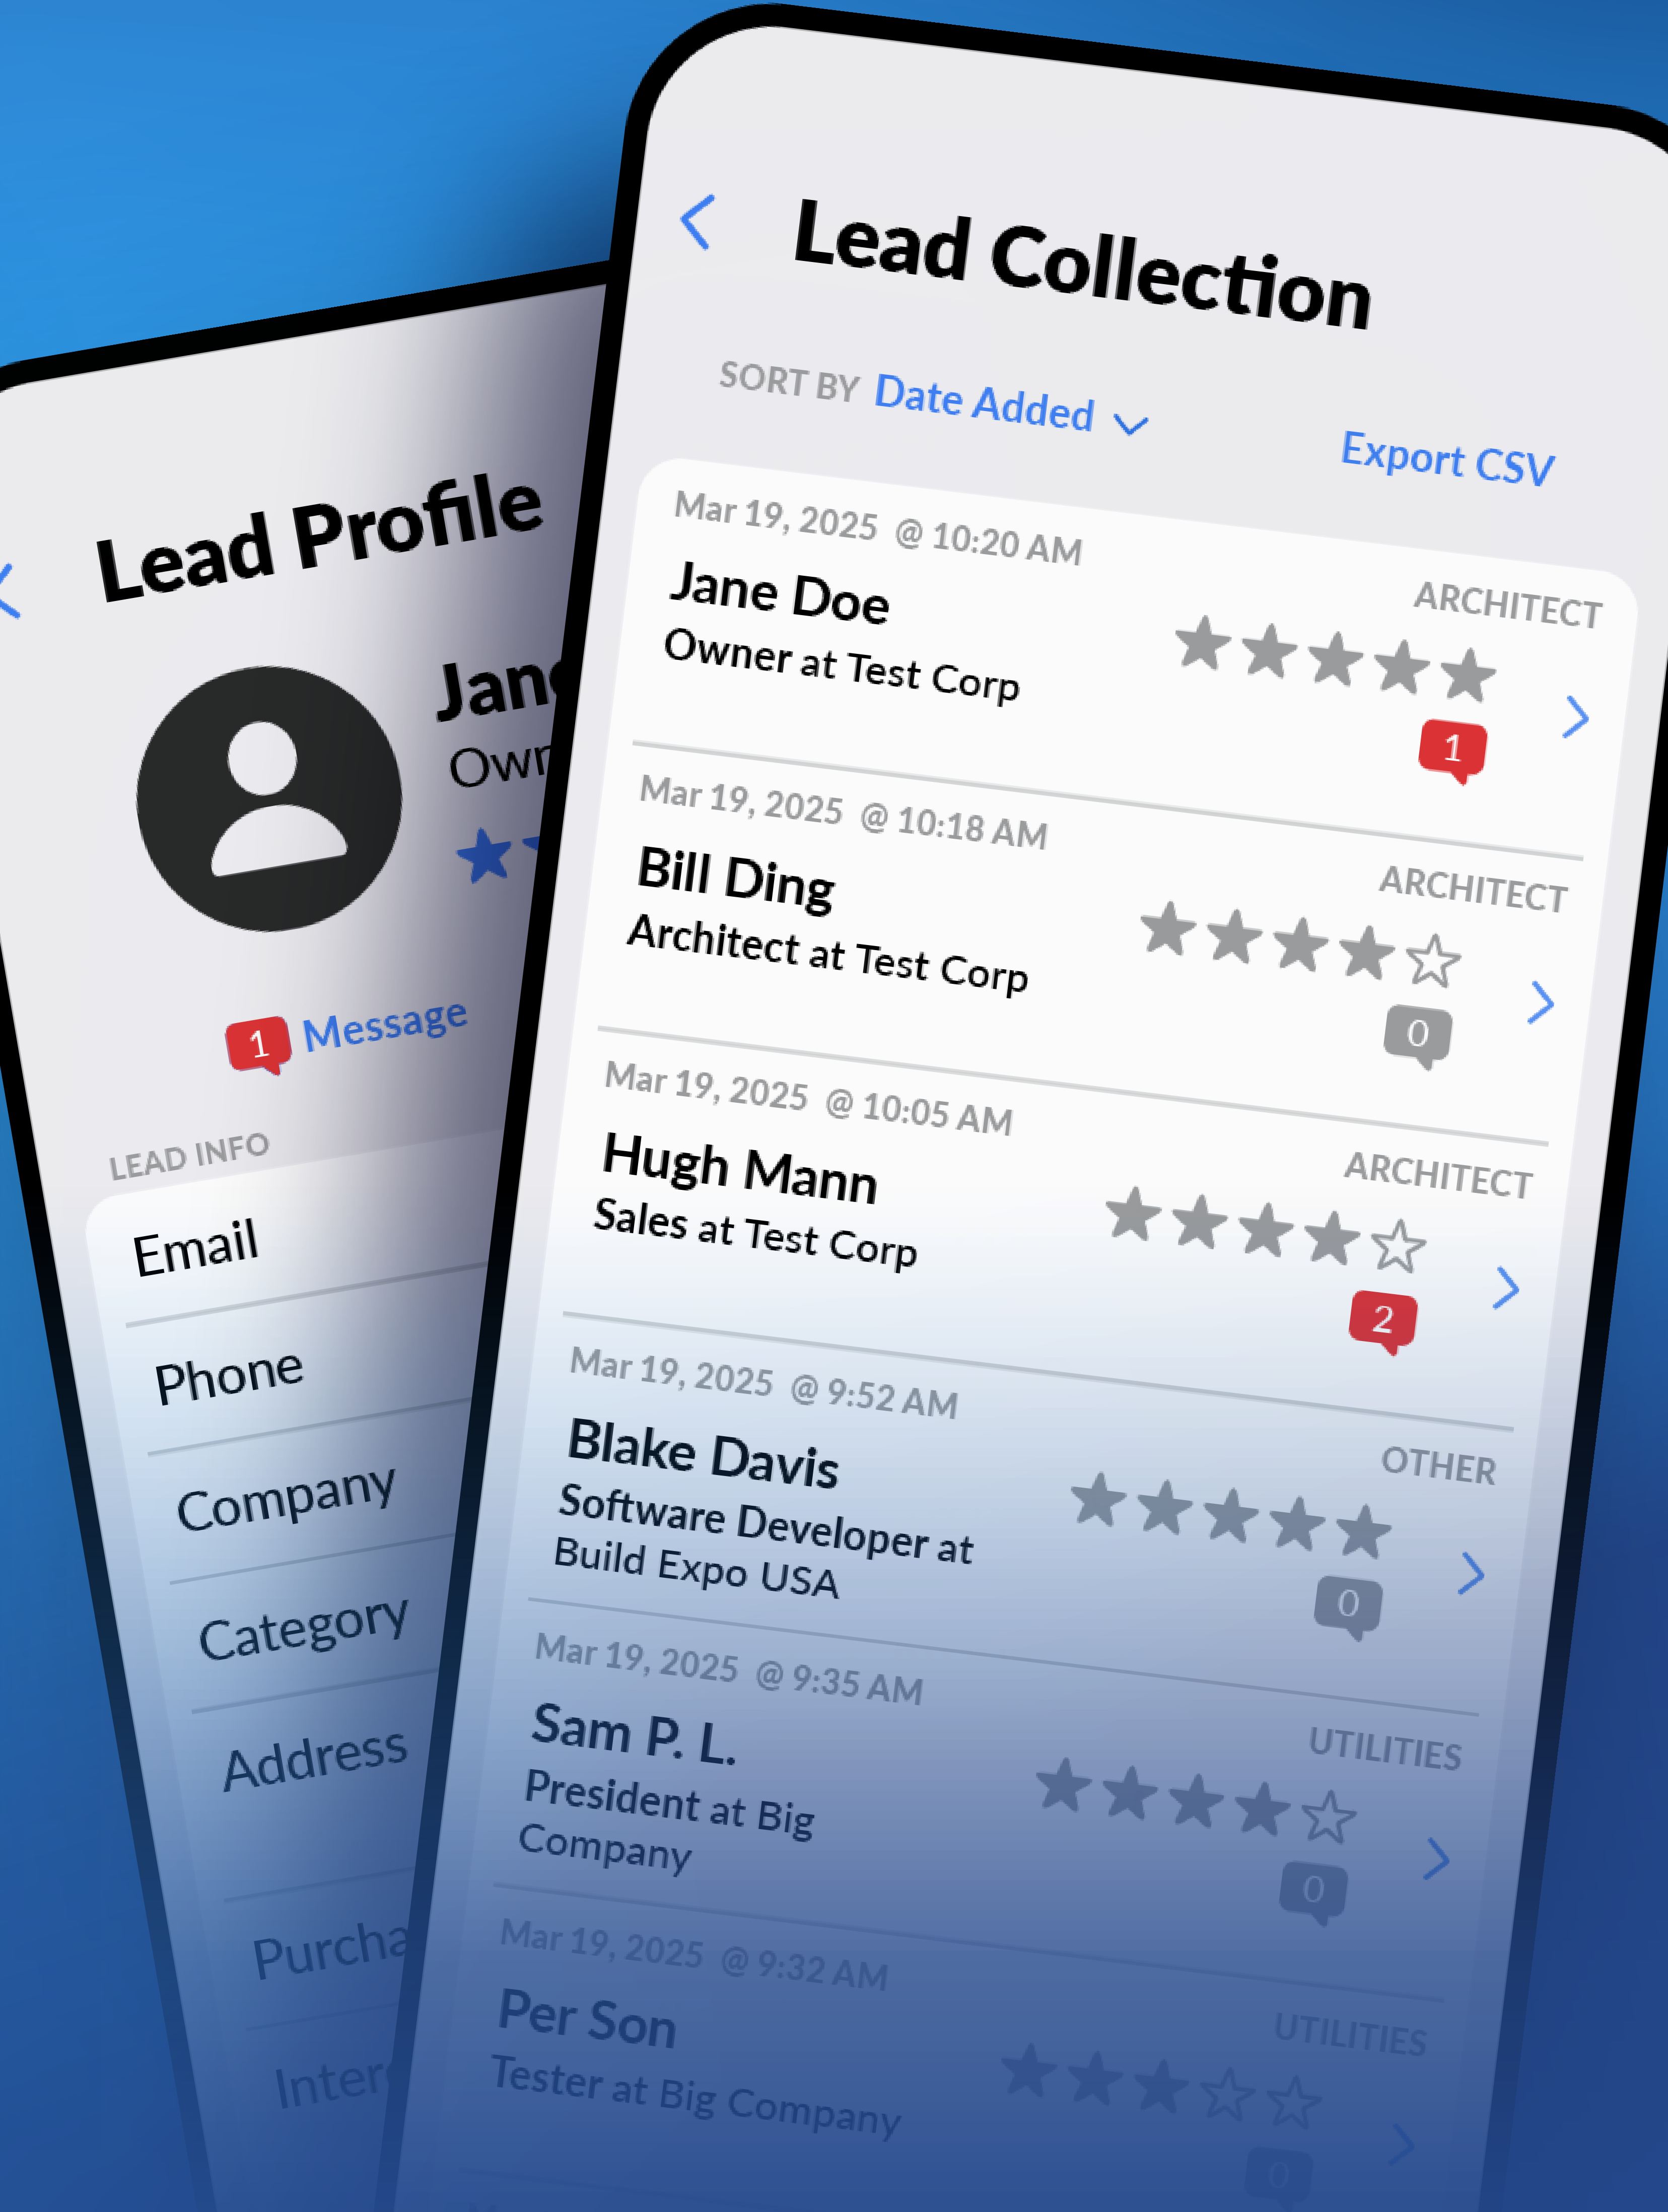 Lead Profile
Jane
Own
1 Message
LEAD INFO
Email
Phone
Company
Category
Address
Purcha
Inter
Lead Collection
SORT BY Date Added
Export CSV
Mar 19, 2025 @ 10:20 AM
ARCHITECT
Jane Doe
Owner at Test Corp
1
Mar 19, 2025 @ 10:18 AM
ARCHITECT
Bill Ding
Architect at Test Corp
0
Mar 19, 2025 @ 10:05 AM
ARCHITECT
Hugh Mann
Sales at Test Corp
2
Mar 19, 2025 @ 9:52 AM
OTHER
Blake Davis
Software Developer at
Build Expo USA
0
Mar 19, 2025 @ 9:35 AM
UTILITIES
Sam P. L.
President at Big
Company
0
Mar 19, 2025 @ 9:32 AM
UTILITIES
Per Son
Tester at Big Company
0